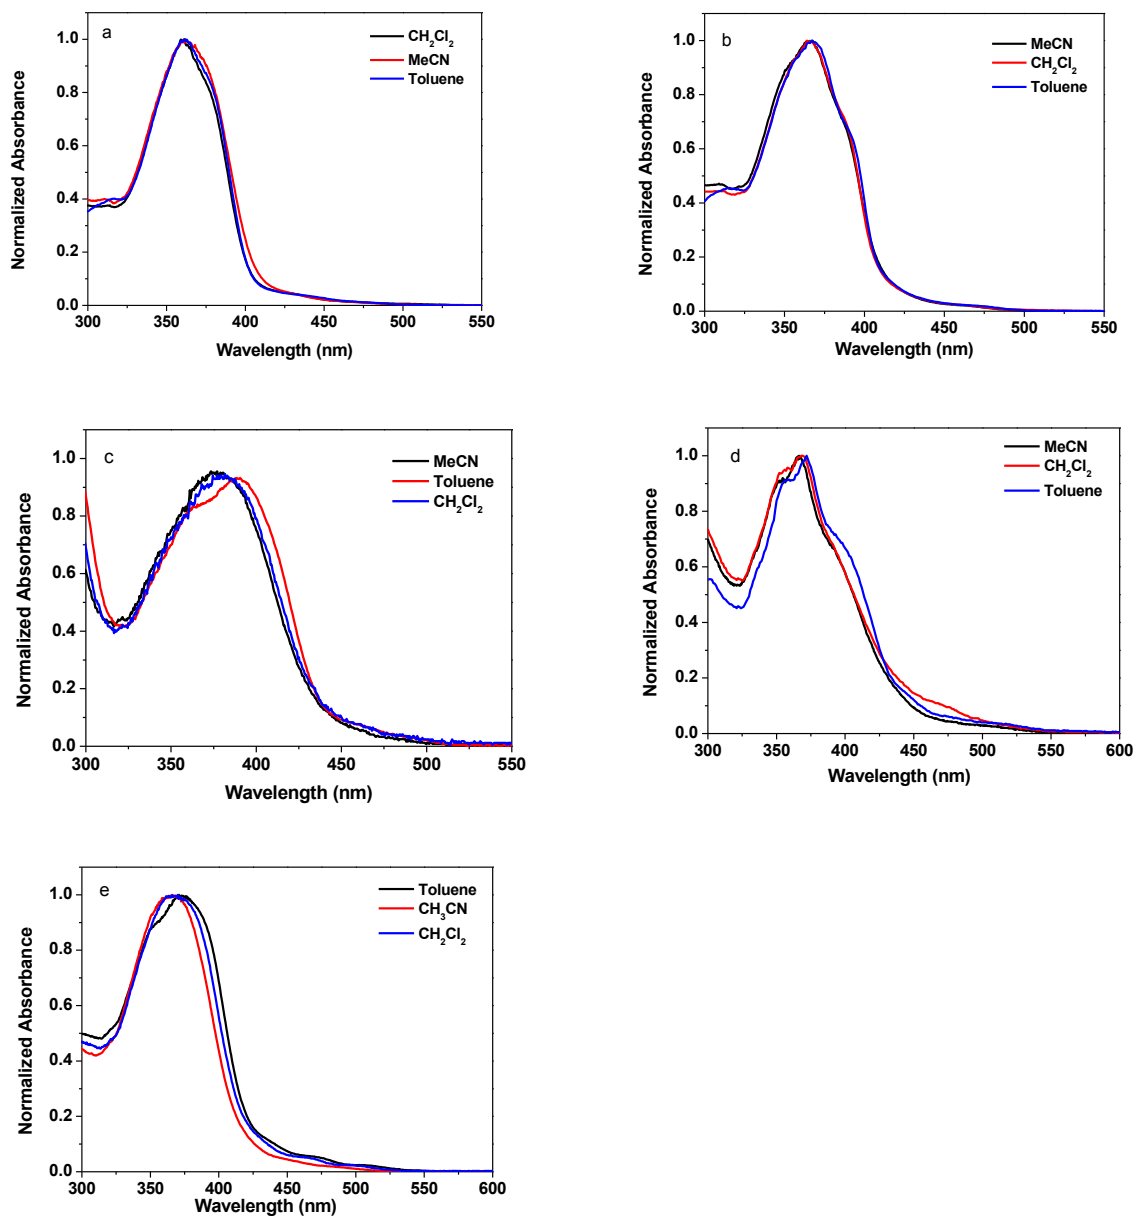 a
CH2Cl2
MeCN
Toluene
Normalized Absorbance
1.0
0.8
0.6
0.4
0.2
0.0
300 350 400 450 500 550
Wavelength (nm)
b
MeCN
CH2Cl2
Toluene
Normalized Absorbance
1.0
0.8
0.6
0.4
0.2
0.0
300 350 400 450 500 550
Wavelength (nm)
c
MeCN
Toluene
CH2Cl2
Normalized Absorbance
1.0
0.8
0.6
0.4
0.2
0.0
300 350 400 450 500 550
Wavelength (nm)
d
MeCN
CH2Cl2
Toluene
Normalized Absorbance
1.0
0.8
0.6
0.4
0.2
0.0
300 350 400 450 500 550 600
Wavelength (nm)
e
Toluene
CH3CN
CH2Cl2
Normalized Absorbance
1.0
0.8
0.6
0.4
0.2
0.0
300 350 400 450 500 550 600
Wavelength (nm)